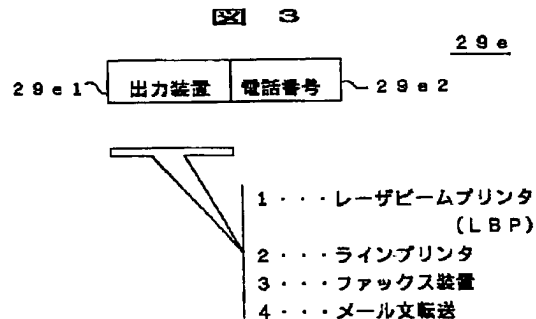 図 3
29e
29e1 出力装置 電話番号 29e2
1・・・レーザビームプリンタ
(LBP)
2・・・ラインプリンタ
3・・・ファックス装置
4・・・メール文転送